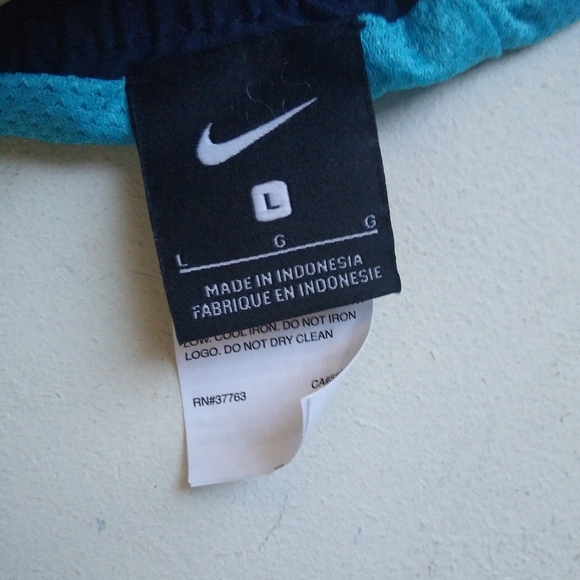 L
L G G
MADE IN INDONESIA
FABRIQUE EN INDONESIE
LOW. COOL IRON. DO NOT IRON
LOGO. DO NOT DRY CLEAN
RN#37763